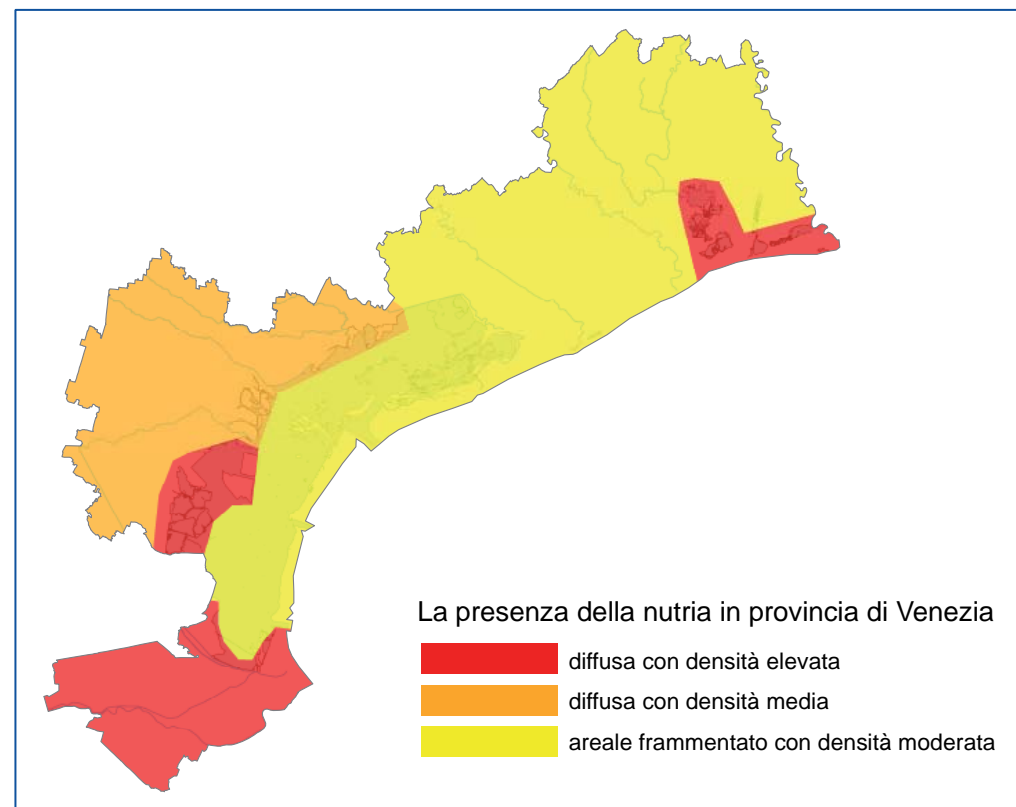 La presenza della nutria in provincia di Venezia
diffusa con densità elevata
diffusa con densità media
areale frammentato con densità moderata